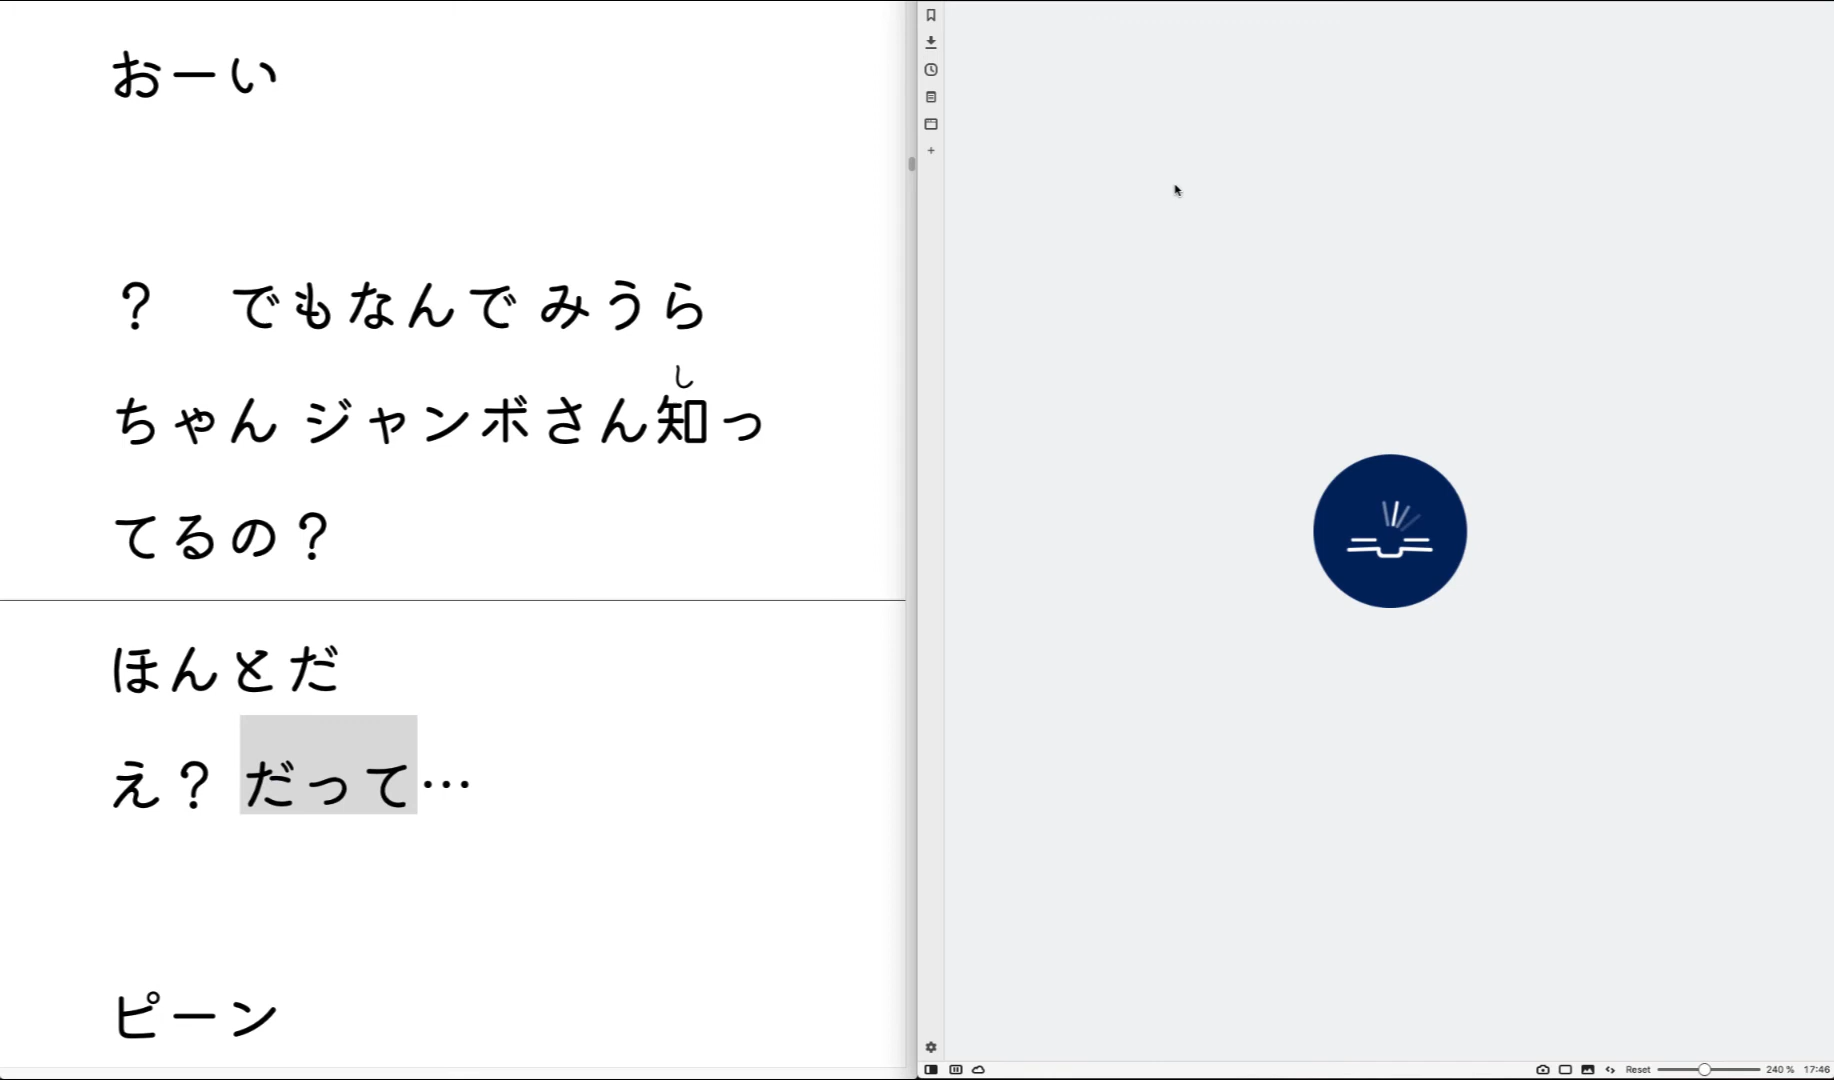 おーい
？　でもなんで みうら
し
ちゃん ジャンボさん知っ
てるの？
ほんとだ
え？ だって…
ピーン
Reset 240 % 17:46